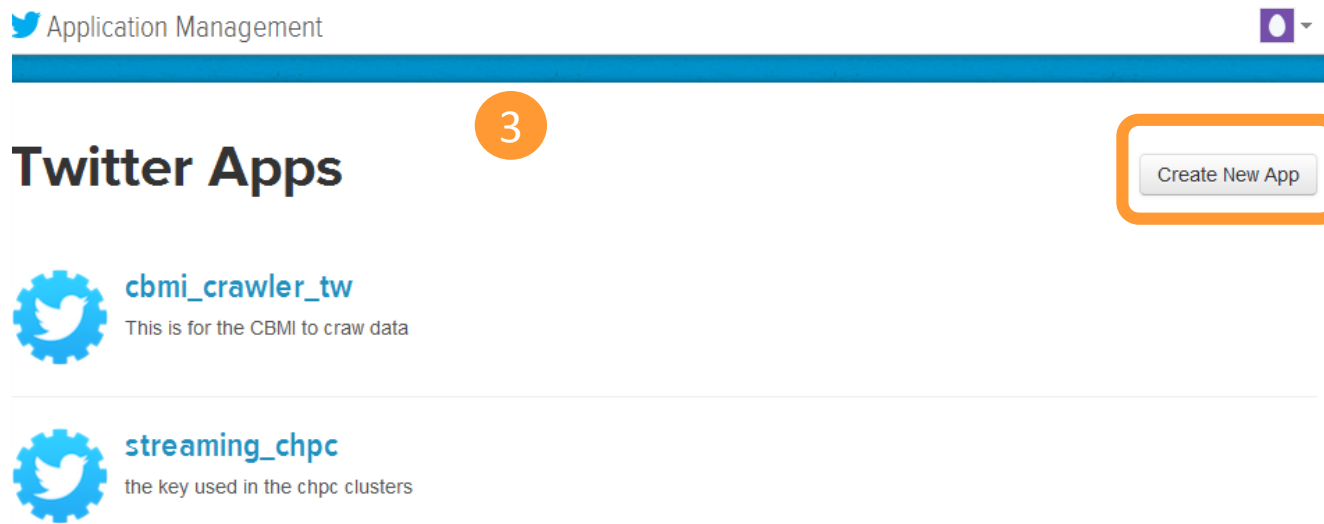 Application Management
3
Twitter Apps
Create New App
cbmi_crawler_tw
This is for the CBMI to craw data
streaming_chpc
the key used in the chpc clusters